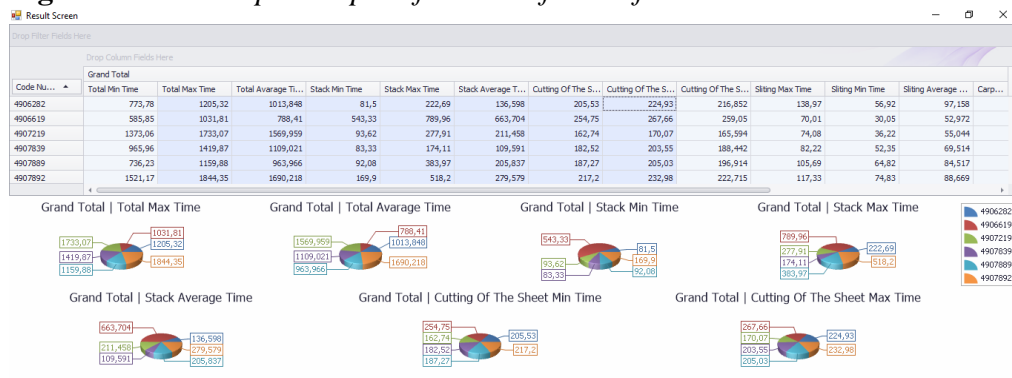 Result Screen
Drop Filter Fields Here
Drop Column Fields Here
Grand Total
Code Nu... Total Min Time Total Max Time Total Avarage Ti... Stack Min Time Stack Max Time Stack Average T... Cutting Of The S... Cutting Of The S... Cutting Of The S... Sliting Max Time Sliting Min Time Sliting Average ... Carp...
4906282 773,78 1205,32 1013,848 81,5 222,69 136,598 205,53 224,93 216,852 138,97 56,92 97,158
4906619 585,85 1031,81 788,41 543,33 789,96 663,704 254,75 267,66 259,05 70,01 30,05 52,972
4907219 1373,06 1733,07 1569,959 93,62 277,91 211,458 162,74 170,07 165,594 74,08 36,22 55,044
4907839 965,96 1419,87 1109,021 83,33 174,11 109,591 182,52 203,55 188,442 82,22 52,35 69,514
4907889 736,23 1159,88 963,966 92,08 383,97 205,837 187,27 205,03 196,914 105,69 64,82 84,517
4907892 1521,17 1844,35 1690,218 169,9 518,2 279,579 217,2 232,98 222,715 117,33 74,83 88,669
Grand Total | Total Max Time
1031,81
1733,07 1205,32
1419,87 1844,35
1159,88
Grand Total | Total Avarage Time
788,41
1569,959 1013,848
1109,021 1690,218
963,966
Grand Total | Stack Min Time
543,33
81,5
93,62 169,9
83,33 92,08
Grand Total | Stack Max Time
789,96
277,91 222,69
174,11 518,2
383,97
4906282
4906619
4907219
4907839
4907889
4907892
Grand Total | Stack Average Time
663,704
136,598
211,458 279,579
109,591 205,837
Grand Total | Cutting Of The Sheet Min Time
254,75
162,74 205,53
182,52 217,2
187,27
Grand Total | Cutting Of The Sheet Max Time
267,66
170,07 224,93
203,55 232,98
205,03